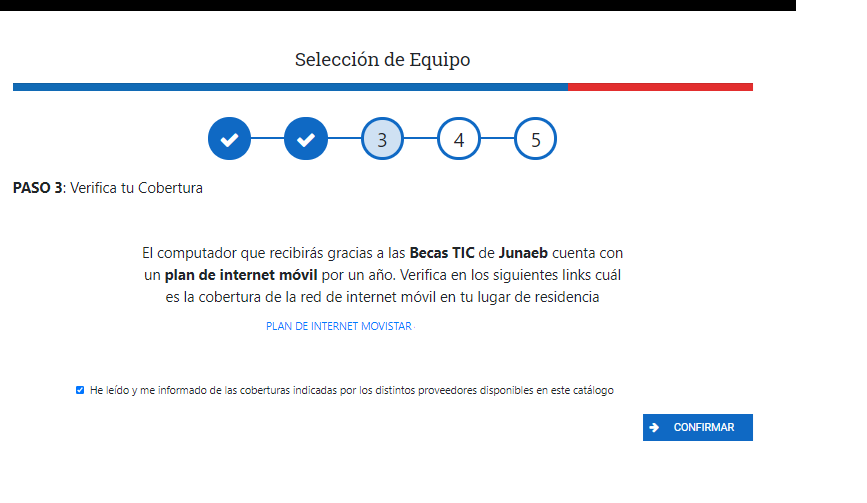 Selección de Equipo
3 4 5
PASO 3: Verifica tu Cobertura
El computador que recibirás gracias a las Becas TIC de Junaeb cuenta con
un plan de internet móvil por un año. Verifica en los siguientes links cuál
es la cobertura de la red de internet móvil en tu lugar de residencia
PLAN DE INTERNET MOVISTAR
He leído y me informado de las coberturas indicadas por los distintos proveedores disponibles en este catálogo
CONFIRMAR